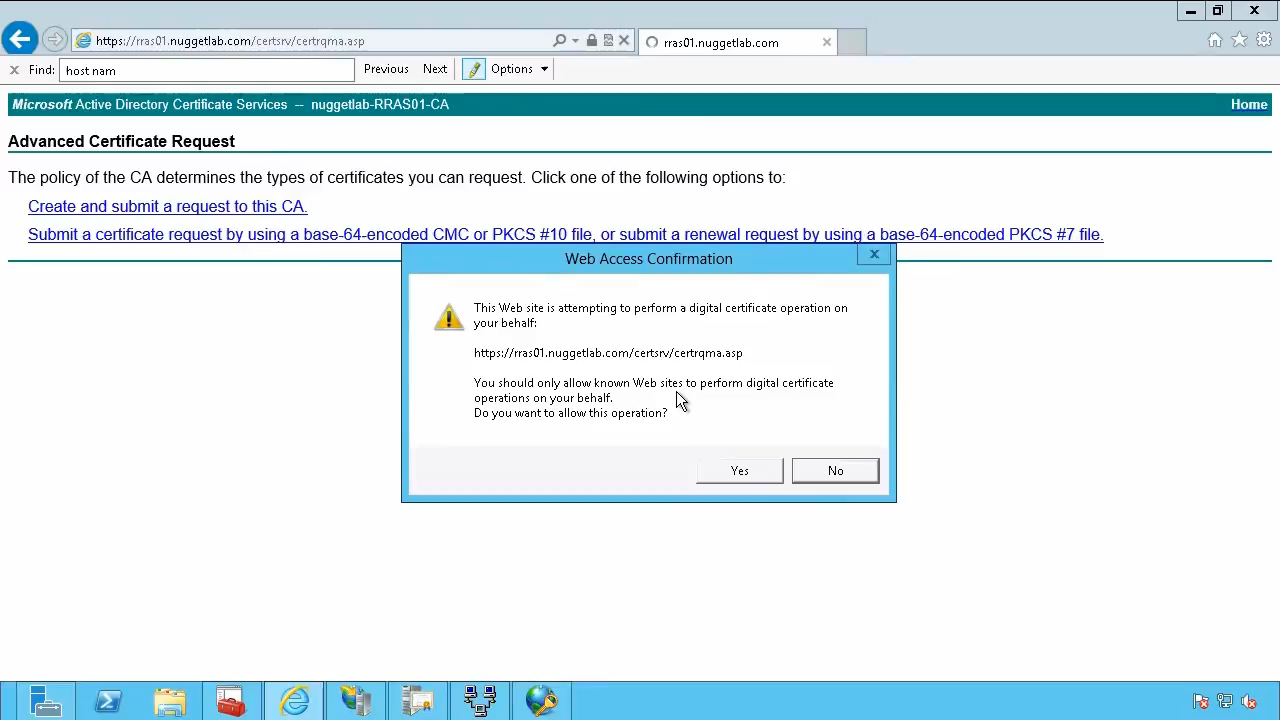 https://rras01.nuggetlab.com/certsrv/certrqma.asp
rras01.nuggetlab.com
Find: host nam Previous Next Options
Microsoft Active Directory Certificate Services -- nuggetlab-RRAS01-CA Home
Advanced Certificate Request
The policy of the CA determines the types of certificates you can request. Click one of the following options to:
Create and submit a request to this CA.
Submit a certificate request by using a base-64-encoded CMC or PKCS #10 file, or submit a renewal request by using a base-64-encoded PKCS #7 file.
Web Access Confirmation
This Web site is attempting to perform a digital certificate operation on
your behalf:
https://rras01.nuggetlab.com/certsrv/certrqma.asp
You should only allow known Web sites to perform digital certificate
operations on your behalf.
Do you want to allow this operation?
Yes No